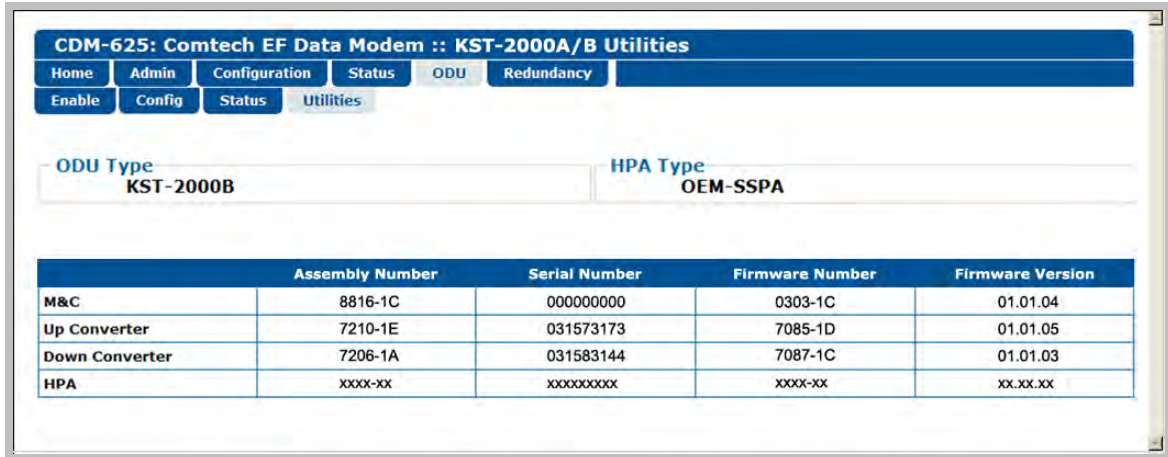 CDM-625: Comtech EF Data Modem :: KST-2000A/B Utilities
Home Admin Configuration Status ODU Redundancy
Enable Config Status Utilities
ODU Type HPA Type
KST-2000B OEM-SSPA
Assembly Number Serial Number Firmware Number Firmware Version
M&C 8816-1C 000000000 0303-1C 01.01.04
Up Converter 7210-1E 031573173 7085-1D 01.01.05
Down Converter 7206-1A 031583144 7087-1C 01.01.03
HPA xxxx-xx xxxxxxxxx xxxx-xx xx.xx.xx